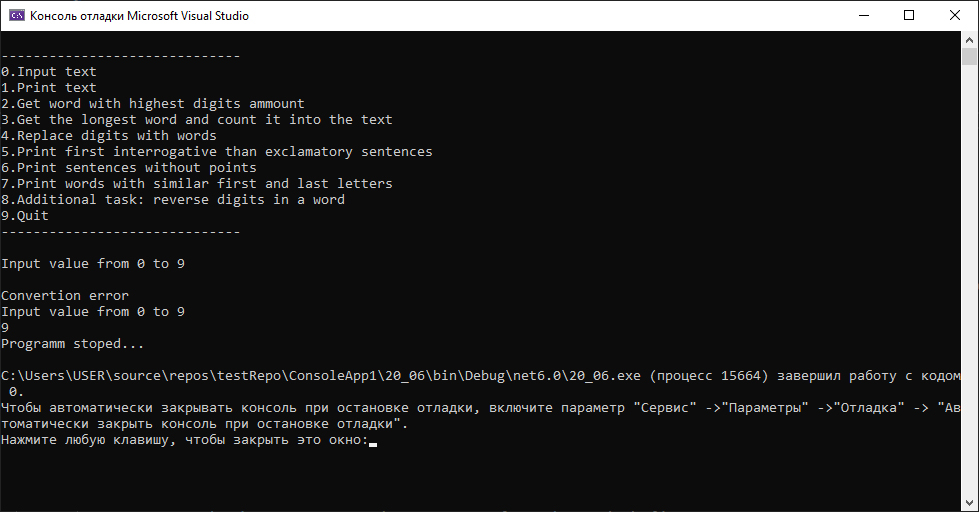 Консоль отладки Microsoft Visual Studio
------------------------------
0.Input text
1.Print text
2.Get word with highest digits ammount
3.Get the longest word and count it into the text
4.Replace digits with words
5.Print first interrogative than exclamatory sentences
6.Print sentences without points
7.Print words with similar first and last letters
8.Additional task: reverse digits in a word
9.Quit
------------------------------
Input value from 0 to 9
Convertion error
Input value from 0 to 9
9
Programm stoped...
C:\Users\USER\source\repos\testRepo\ConsoleApp1\20_06\bin\Debug\net6.0\20_06.exe (процесс 15664) завершил работу с кодом
 0.
Чтобы автоматически закрывать консоль при остановке отладки, включите параметр "Сервис" ->"Параметры" ->"Отладка" -> "Ав
томатически закрыть консоль при остановке отладки".
Нажмите любую клавишу, чтобы закрыть это окно: